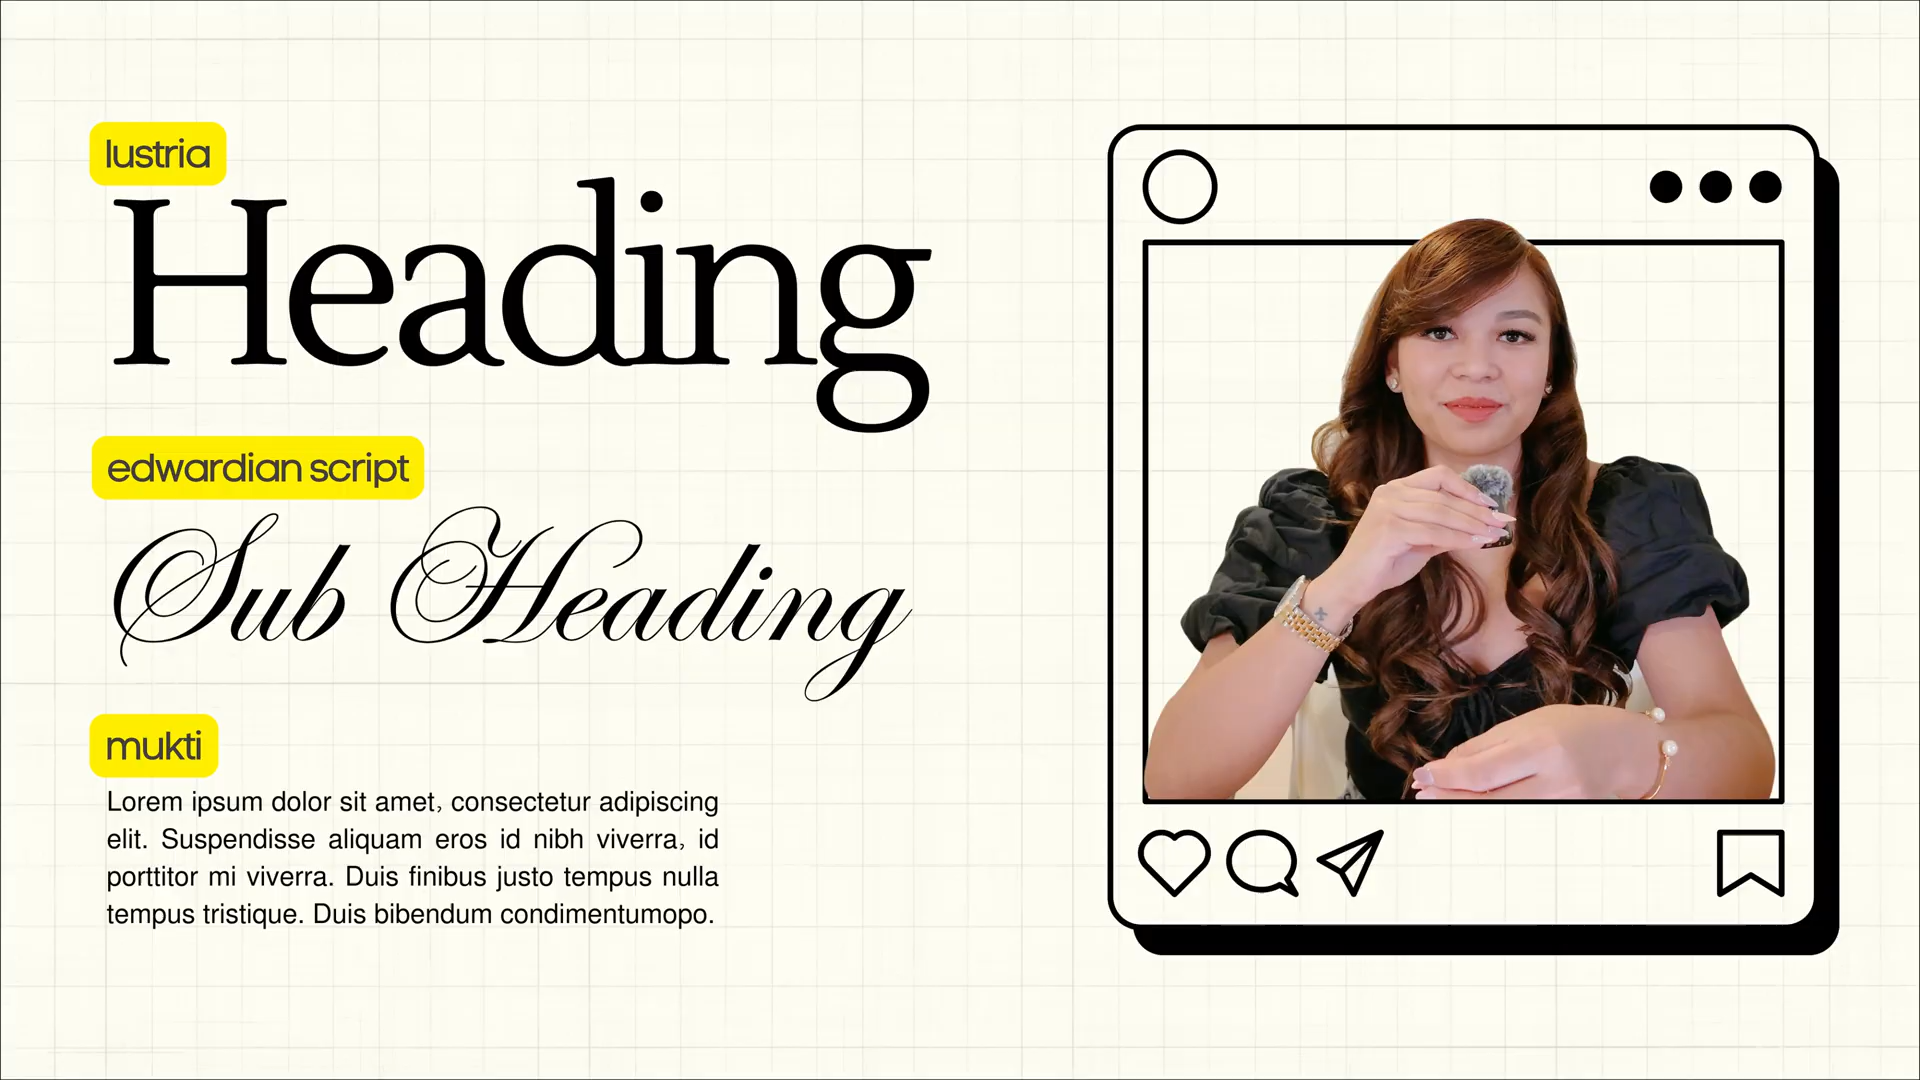 lustria
Heading
edwardian script
Sub Heading
mukti
Lorem ipsum dolor sit amet, consectetur adipiscing
elit. Suspendisse aliquam eros id nibh viverra, id
porttitor mi viverra. Duis finibus justo tempus nulla
tempus tristique. Duis bibendum condimentumopo.